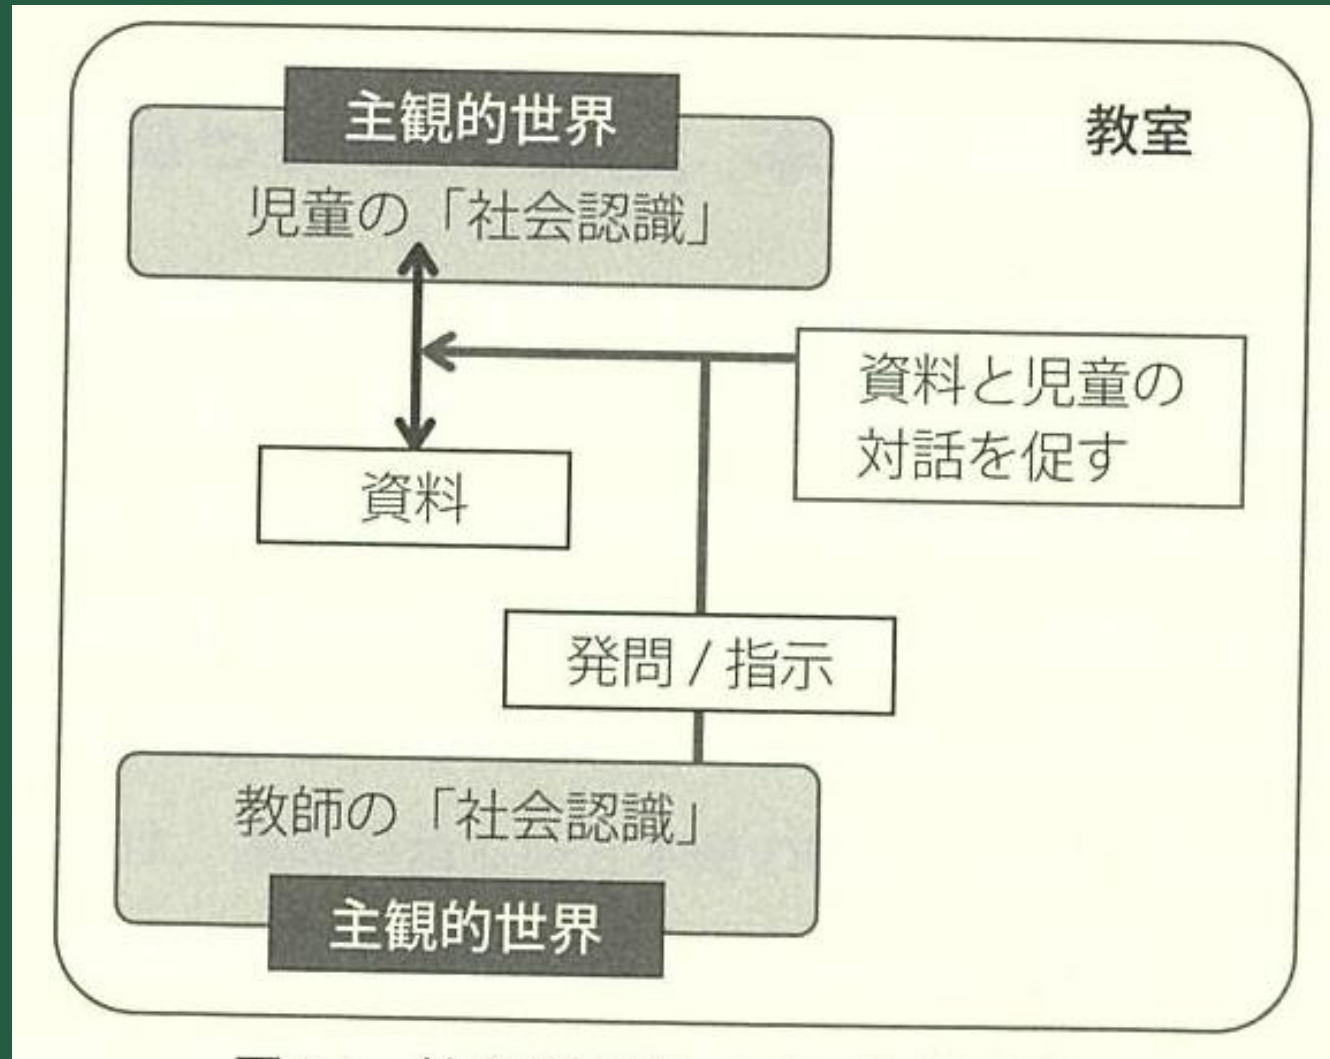 主観的世界
教室
児童の「社会認識」
資料と児童の
対話を促す
資料
発問 / 指示
教師の「社会認識」
主観的世界